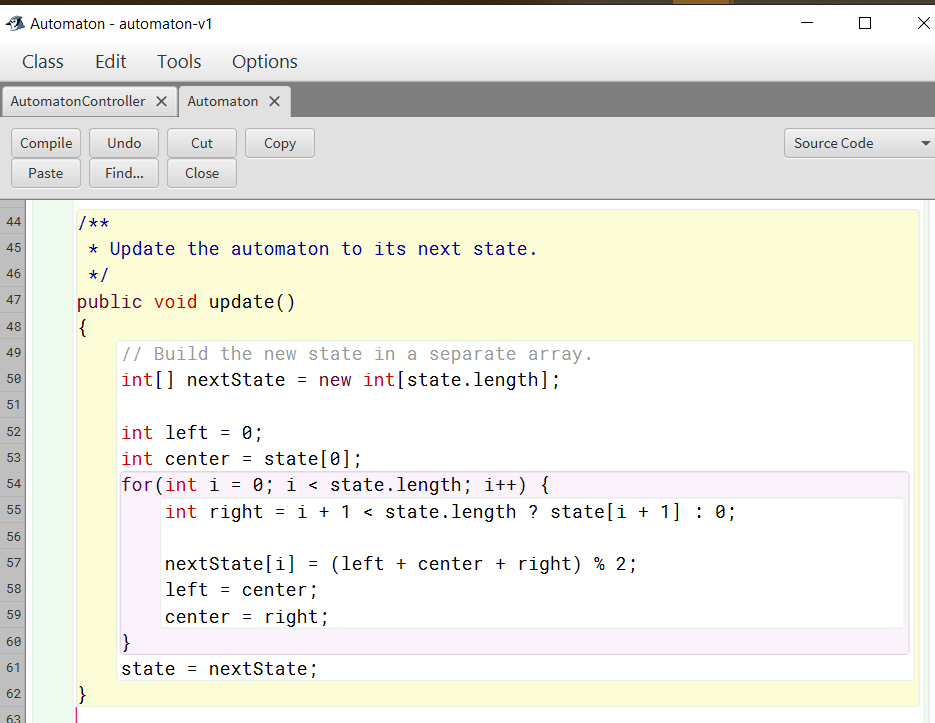 Automaton - automaton-v1
Class Edit Tools Options
AutomatonController Automaton
Compile Undo Cut Copy Source Code
Paste Find... Close
44 /**
45 * Update the automaton to its next state.
46 */
47 public void update()
48 {
49 // Build the new state in a separate array.
50 int[] nextState = new int[state.length];
51
52 int left = 0;
53 int center = state[0];
54 for(int i = 0; i < state.length; i++) {
55 int right = i + 1 < state.length ? state[i + 1] : 0;
56
57 nextState[i] = (left + center + right) % 2;
58 left = center;
59 center = right;
60 }
61 state = nextState;
62 }
63